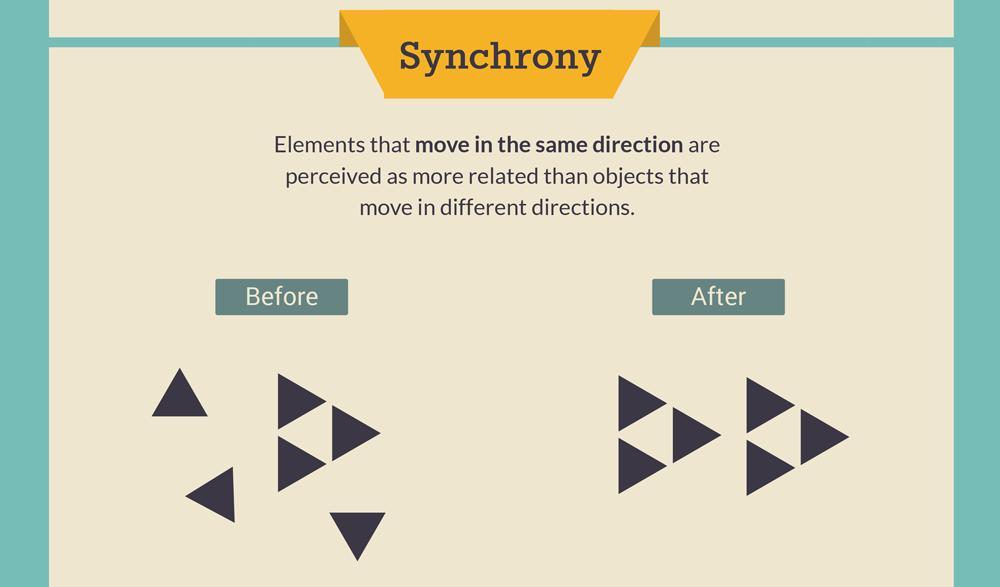 Synchrony
Elements that move in the same direction are
perceived as more related than objects that
move in different directions.
Before
After